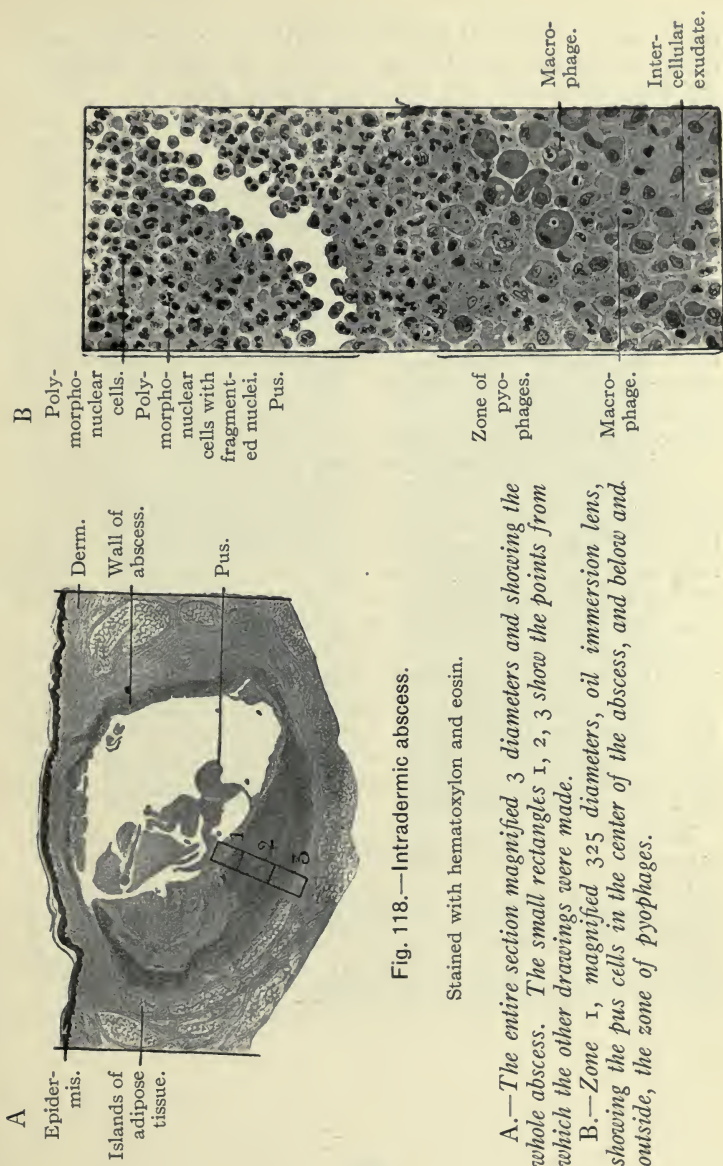 A
Epider-
mis.
Islands of
adipose
tissue.
Derm.
Wall of
abscess.
Pus.
1
2
3
B
Poly-
morpho-
nuclear
cells.
Poly-
morpho-
nuclear
cells with
fragment-
ed nuclei.
Pus.
Zone of
pyo-
phages.
Macro-
phage.
Macro-
phage.
Inter-
cellular
exudate.
Fig. 118.—Intradermic abscess.
Stained with hematoxylon and eosin.
A.—The entire section magnified 3 diameters and showing the
whole abscess. The small rectangles 1, 2, 3 show the points from
which the other drawings were made.
B.—Zone 1, magnified 325 diameters, oil immersion lens,
showing the pus cells in the center of the abscess, and below and
outside, the zone of pyophages.